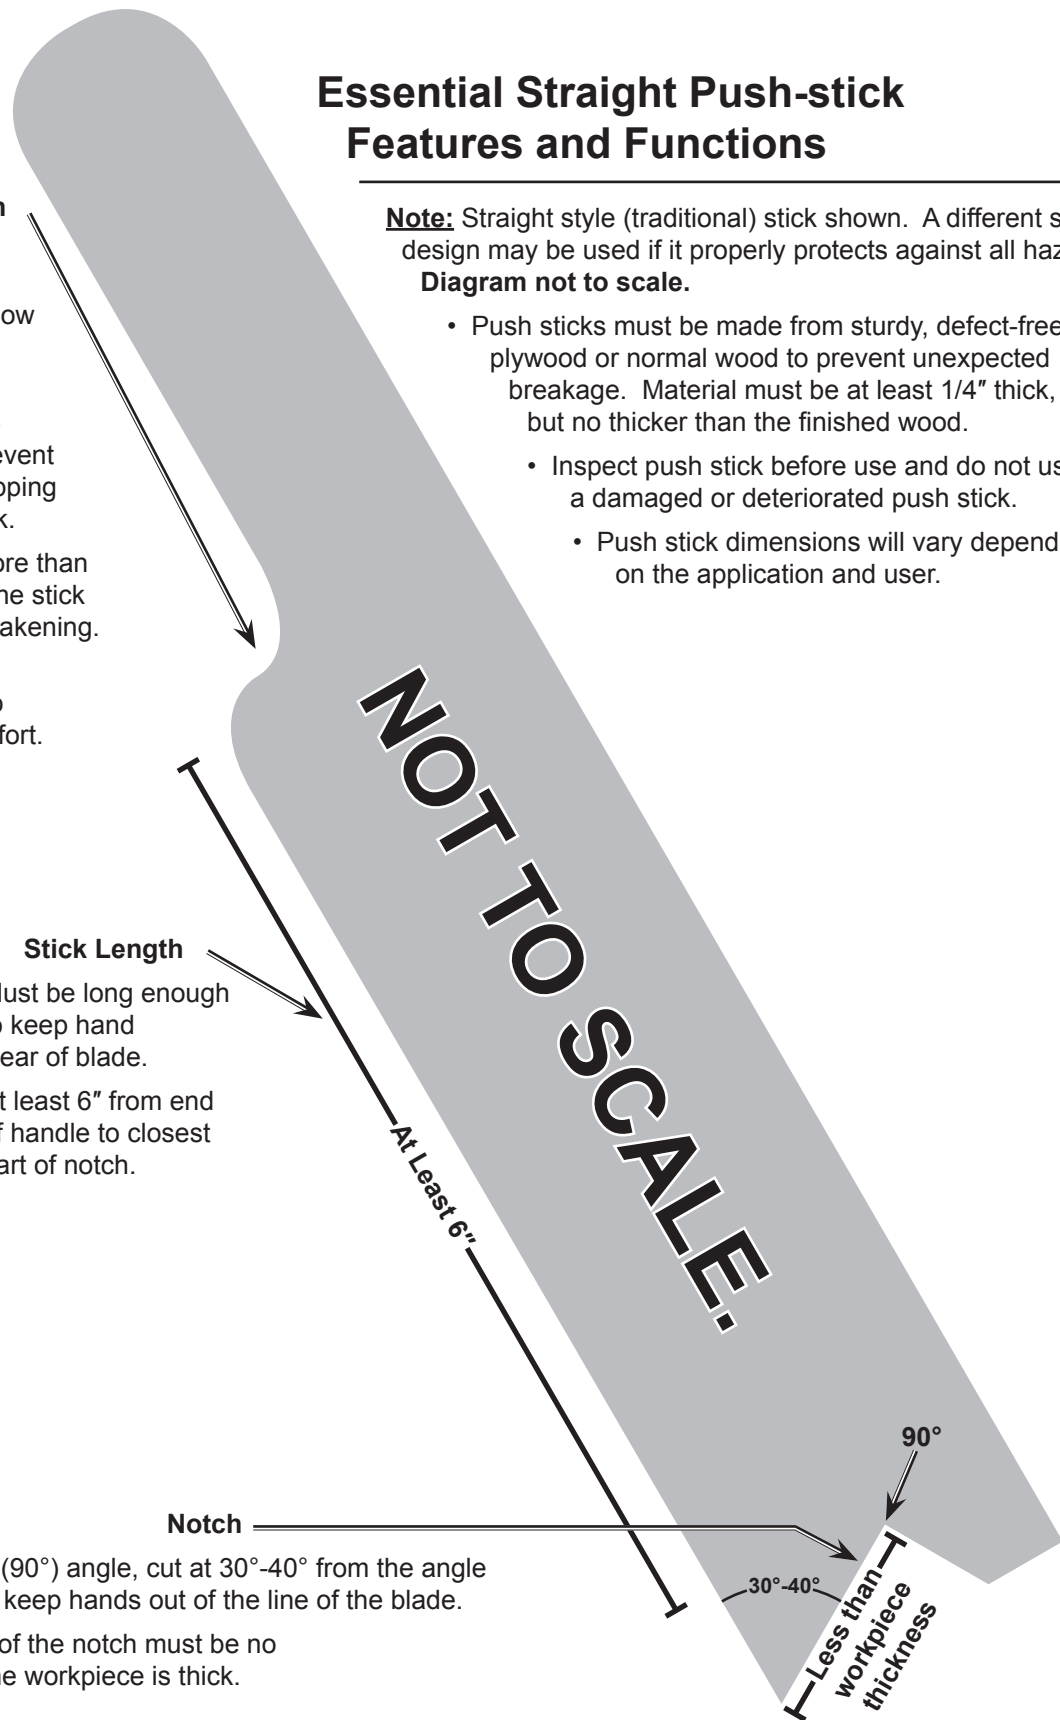 Essential Straight Push-stick
Features and Functions
Note: Straight style (traditional) stick shown. A different s
design may be used if it properly protects against all haz
Diagram not to scale.
• Push sticks must be made from sturdy, defect-free
plywood or normal wood to prevent unexpected
breakage. Material must be at least 1/4″ thick,
but no thicker than the finished wood.
• Inspect push stick before use and do not us
a damaged or deteriorated push stick.
• Push stick dimensions will vary depend
on the application and user.
n
ow
event
pping
k.
ore than
he stick
akening.
o
fort.
NOT TO SCALE.
Stick Length
Must be long enough
o keep hand
ear of blade.
t least 6″ from end
f handle to closest
art of notch.
At Least 6″
90°
Notch
(90°) angle, cut at 30°-40° from the angle
keep hands out of the line of the blade.
of the notch must be no
he workpiece is thick.
30°-40°
Less than
workpiece
thickness